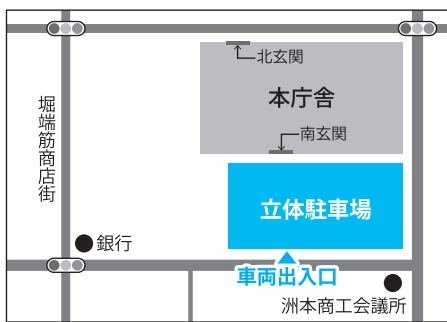 北玄関
本庁舎
南玄関
堀端筋商店街
立体駐車場
銀行
車両出入口
洲本商工会議所